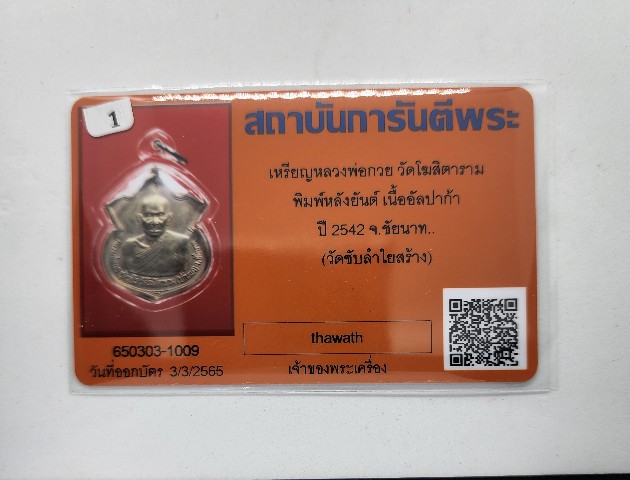 1
สถาบันการันตีพระ
เหรียญหลวงพ่อกวย วัดโฆสิตาราม
พิมพ์หลังยันต์ เนื้ออัลปาก้า
ปี 2542 จ.ชัยนาท..
(วัดซับลำใยสร้าง)
thawath
เจ้าของพระเครื่อง
650303-1009
วันที่ออกบัตร 3/3/2565